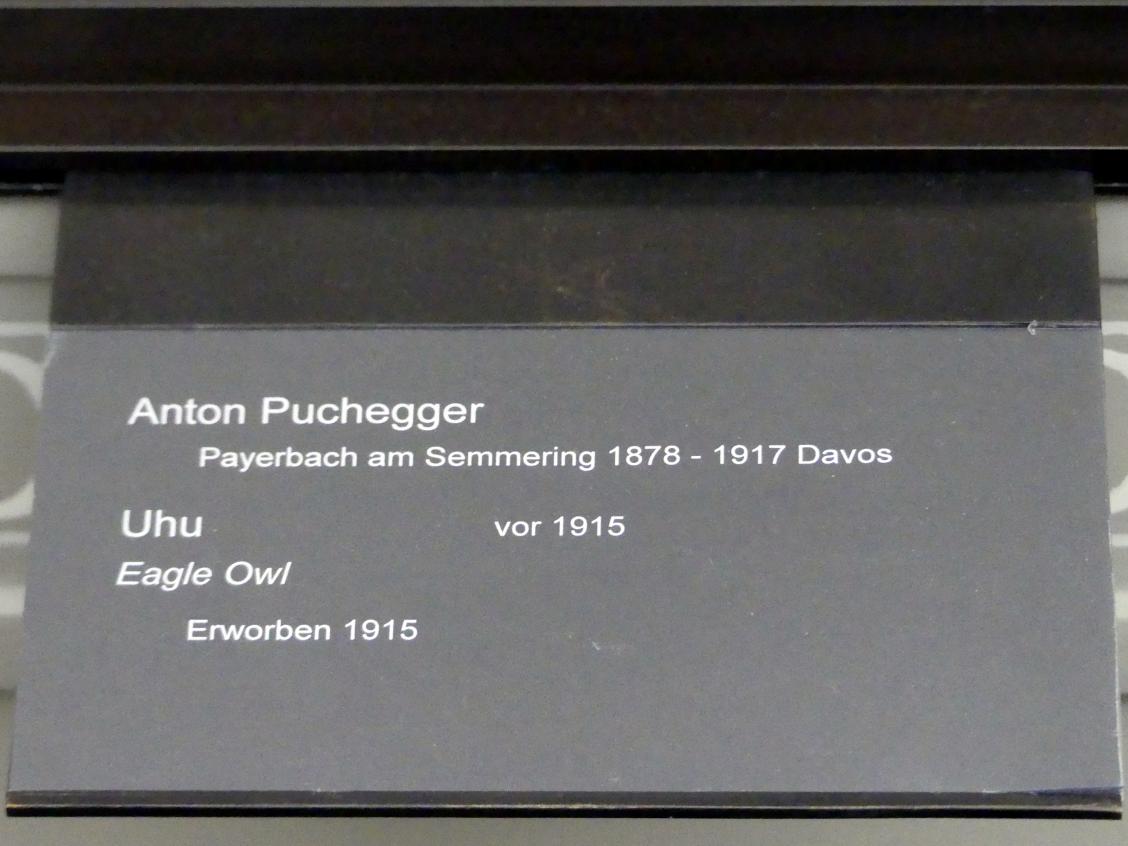 Anton Puchegger
Payerbach am Semmering 1878 - 1917 Davos
Uhu vor 1915
Eagle Owl
Erworben 1915